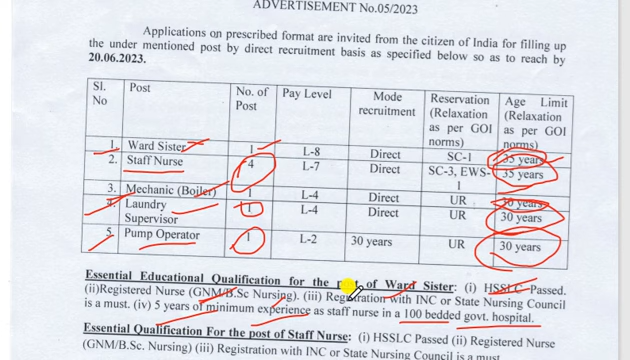 ADVERTISEMENT No.05/2023
Applications on prescribed format are invited from the citizen of India for filling up
the under mentioned post by direct recruitment basis as specified below so as to reach by
20.06.2023.
Sl. No Post No. of Post Pay Level Mode recruitment Reservation (Relaxation as per GOI norms) Age Limit (Relaxation as per GOI norms)
1. Ward Sister 1 L-8 Direct SC-1 35 years
2. Staff Nurse 4 L-7 Direct SC-3, EWS-1 35 years
3. Mechanic (Boiler) 1 L-4 Direct UR 30 years
4. Laundry Supervisor 1 L-4 Direct UR 30 years
5. Pump Operator 1 L-2 30 years UR 30 years
Essential Educational Qualification for the post of Ward Sister: (i) HSSLC Passed.
(ii)Registered Nurse (GNM/B.Sc Nursing). (iii) Registration with INC or State Nursing Council
is a must. (iv) 5 years of minimum experience as staff nurse in a 100 bedded govt. hospital.
Essential Qualification For the post of Staff Nurse: (i) HSSLC Passed (ii) Registered Nurse
(GNM/B.Sc. Nursing) (iii) Registration with INC or State Nursing Council is a must